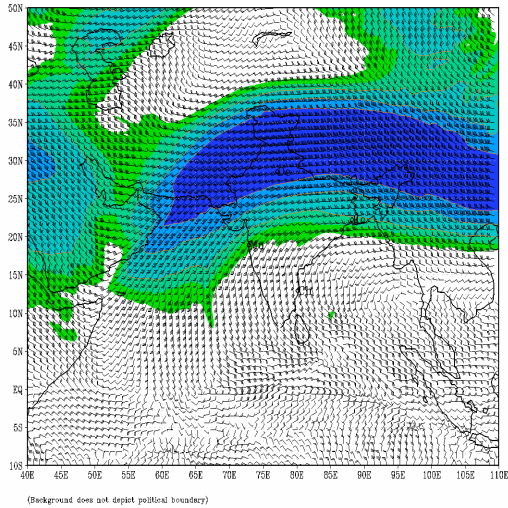 50N
45N
40N
35N
30N
25N
20N
15N
10N
5N
EQ
5S
10S
40E 45E 50E 55E 60E 65E 70E 75E 80E 85E 90E 95E 100E 105E 110E
(Background does not depict political boundary)